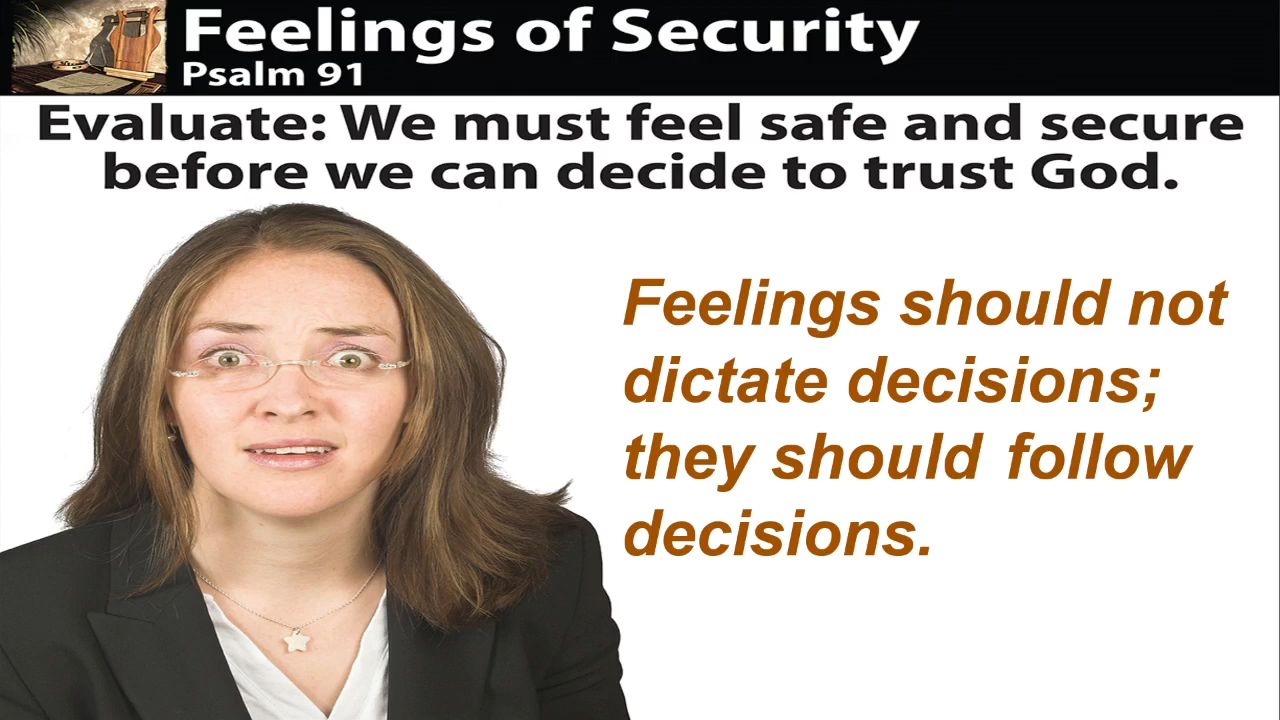 Feelings of Security
Psalm 91
Evaluate: We must feel safe and secure
before we can decide to trust God.
Feelings should not
dictate decisions;
they should follow
decisions.